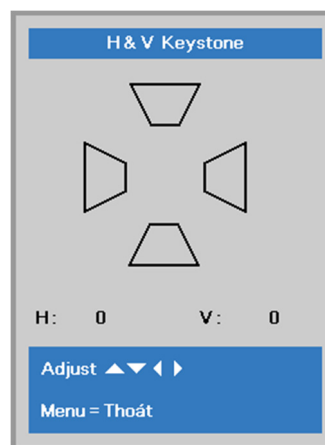 H & V Keystone
H: 0 V: 0
Adjust ▲▼◀▶
Menu = Thoát